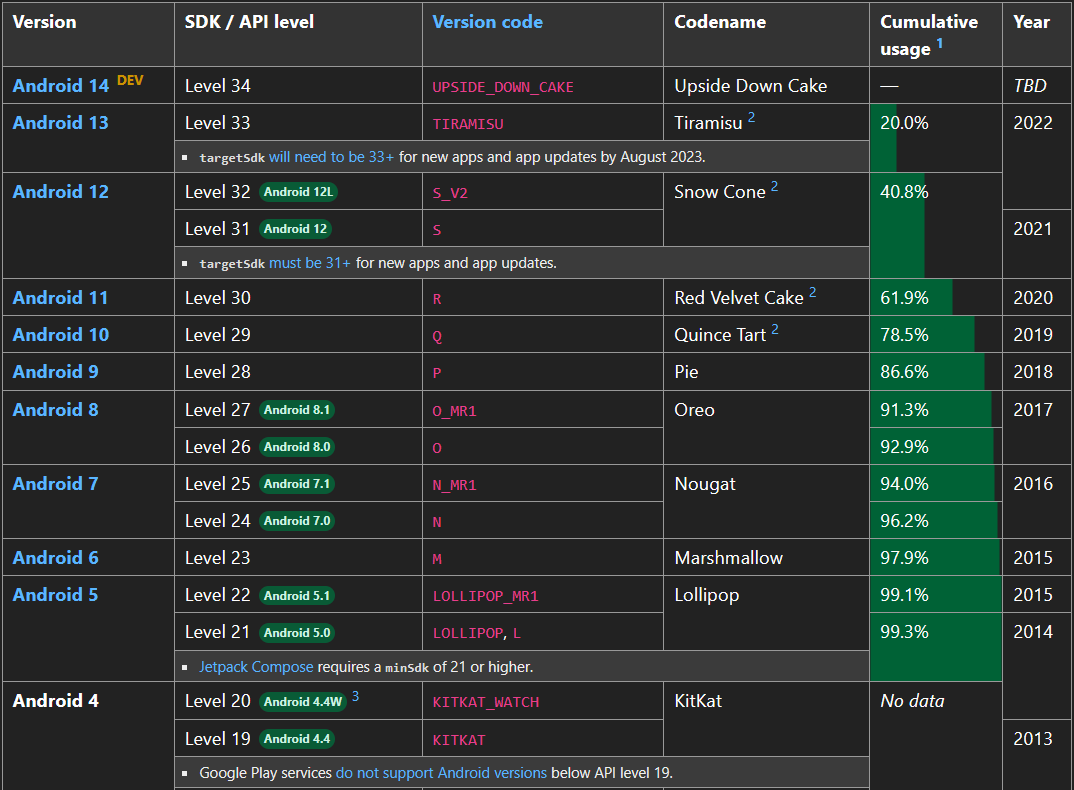 Version SDK / API level Version code Codename Cumulative usage 1 Year
Android 14 DEV Level 34 UPSIDE_DOWN_CAKE Upside Down Cake — TBD
Android 13 Level 33 TIRAMISU Tiramisu 2 20.0% 2022
▪ targetSdk will need to be 33+ for new apps and app updates by August 2023.
Android 12 Level 32 Android 12L S_V2 Snow Cone 2 40.8%
Level 31 Android 12 S 2021
▪ targetSdk must be 31+ for new apps and app updates.
Android 11 Level 30 R Red Velvet Cake 2 61.9% 2020
Android 10 Level 29 Q Quince Tart 2 78.5% 2019
Android 9 Level 28 P Pie 86.6% 2018
Android 8 Level 27 Android 8.1 O_MR1 Oreo 91.3% 2017
Level 26 Android 8.0 O 92.9%
Android 7 Level 25 Android 7.1 N_MR1 Nougat 94.0% 2016
Level 24 Android 7.0 N 96.2%
Android 6 Level 23 M Marshmallow 97.9% 2015
Android 5 Level 22 Android 5.1 LOLLIPOP_MR1 Lollipop 99.1% 2015
Level 21 Android 5.0 LOLLIPOP, L 99.3% 2014
▪ Jetpack Compose requires a minSdk of 21 or higher.
Android 4 Level 20 Android 4.4W 3 KITKAT_WATCH KitKat No data
Level 19 Android 4.4 KITKAT 2013
▪ Google Play services do not support Android versions below API level 19.